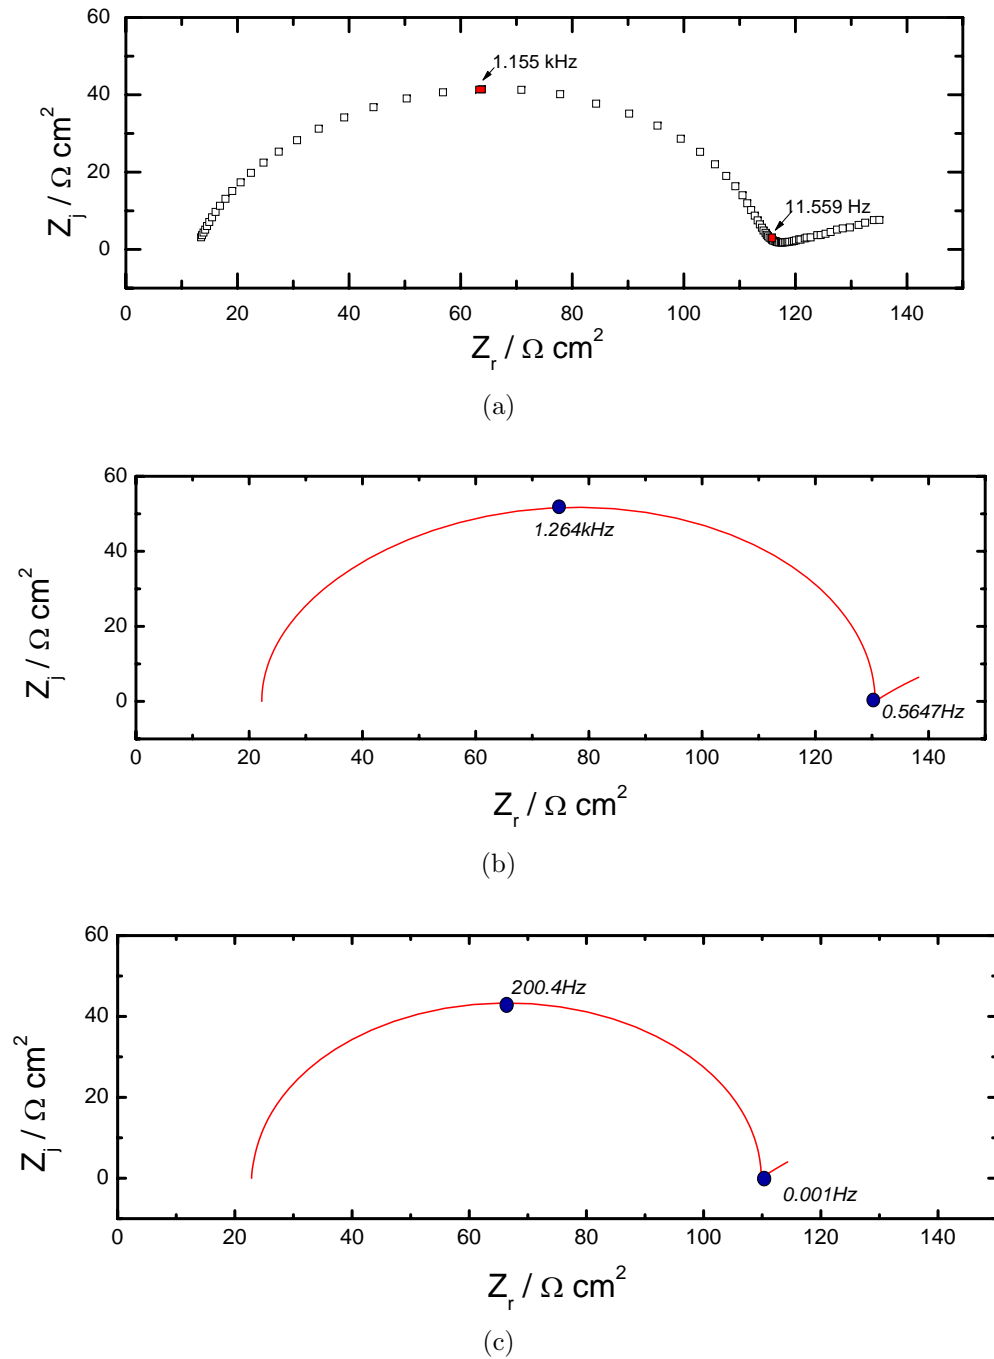 60
40
20
0
Z_j / Ω cm^2
1.155 kHz
11.559 Hz
0 20 40 60 80 100 120 140
Z_r / Ω cm^2
(a)
60
40
20
0
Z_j / Ω cm^2
1.264kHz
0.5647Hz
0 20 40 60 80 100 120 140
Z_r / Ω cm^2
(b)
60
40
20
0
Z_j / Ω cm^2
200.4Hz
0.001Hz
0 20 40 60 80 100 120 140
Z_r / Ω cm^2
(c)